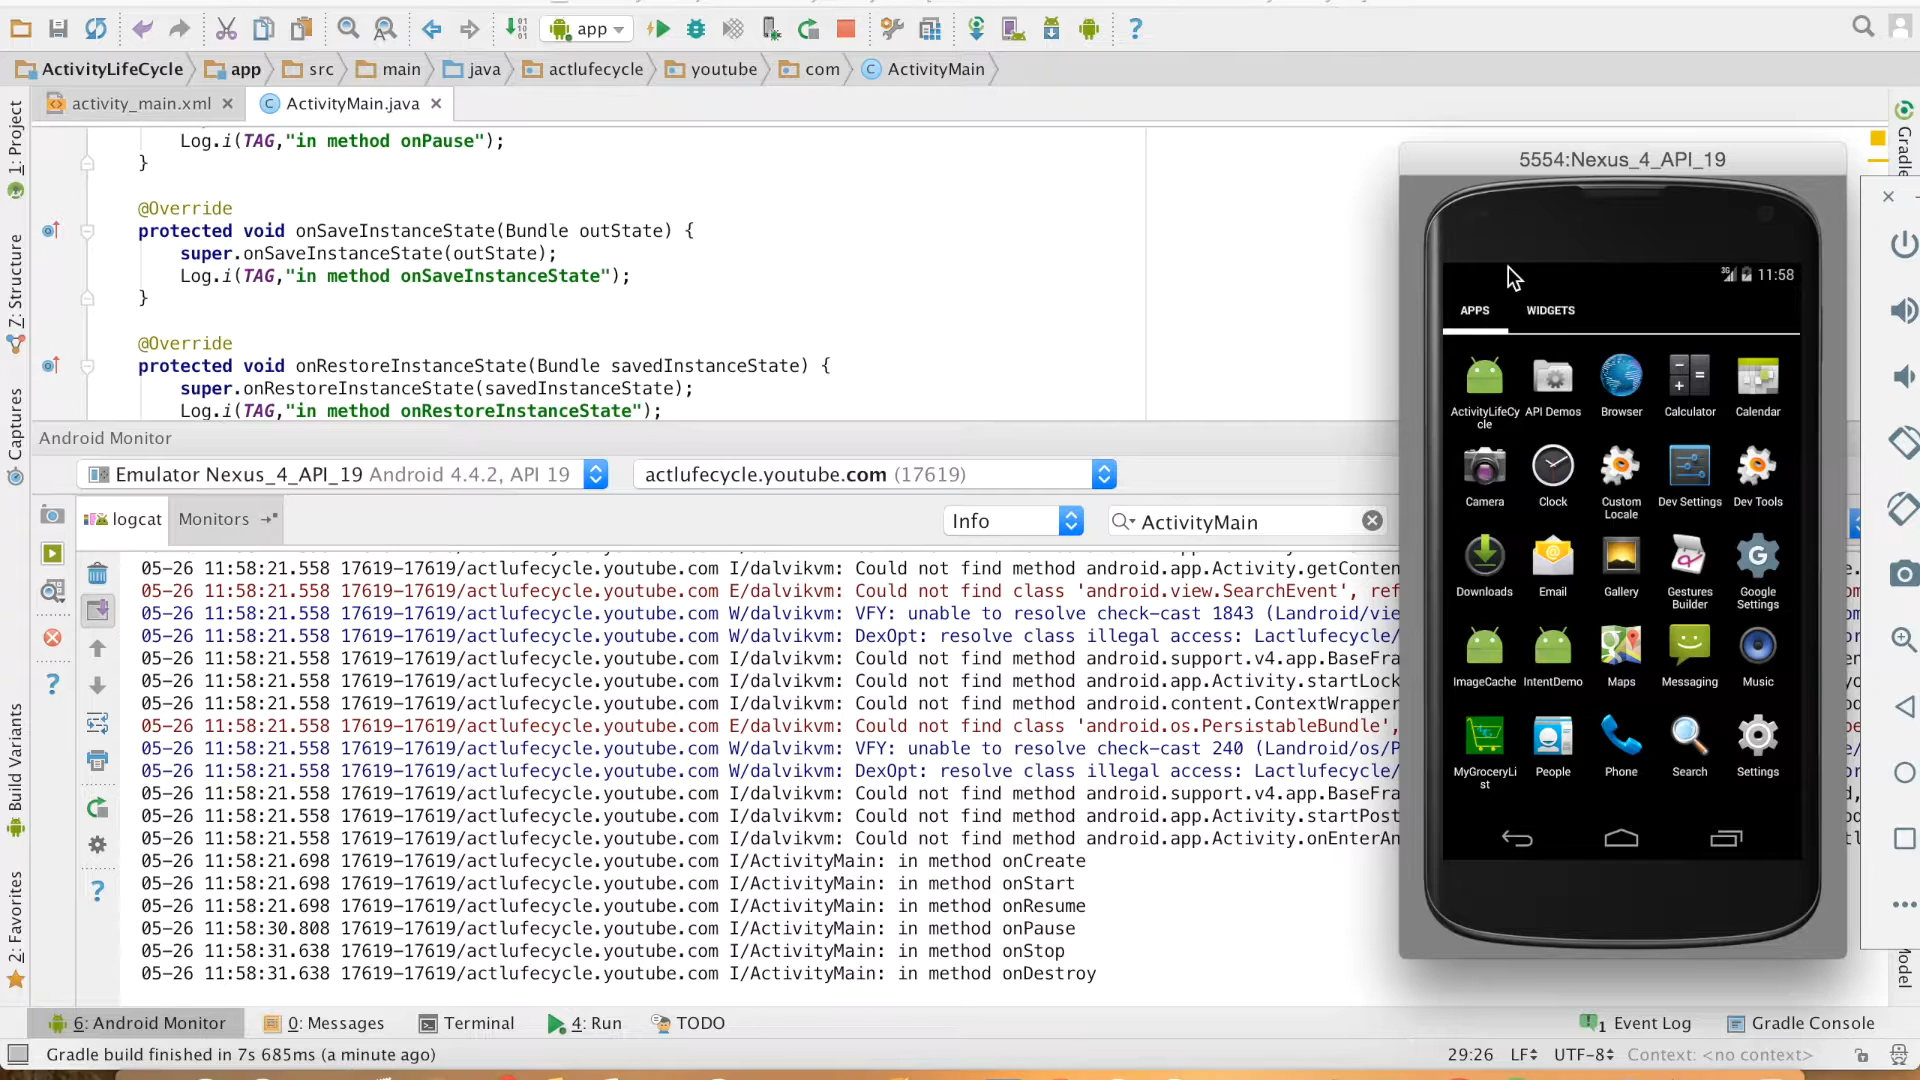 app
ActivityLifeCycle app src main java actlufecycle youtube com ActivityMain
activity_main.xml ActivityMain.java
Log.i(TAG,"in method onPause");
}
@Override
protected void onSaveInstanceState(Bundle outState) {
super.onSaveInstanceState(outState);
Log.i(TAG,"in method onSaveInstanceState");
}
@Override
protected void onRestoreInstanceState(Bundle savedInstanceState) {
super.onRestoreInstanceState(savedInstanceState);
Log.i(TAG,"in method onRestoreInstanceState");
Android Monitor
Emulator Nexus_4_API_19 Android 4.4.2, API 19 actlufecycle.youtube.com (17619)
logcat Monitors Info ActivityMain
05-26 11:58:21.558 17619-17619/actlufecycle.youtube.com I/dalvikvm: Could not find method android.app.Activity.getConten
05-26 11:58:21.558 17619-17619/actlufecycle.youtube.com E/dalvikvm: Could not find class 'android.view.SearchEvent', ref
05-26 11:58:21.558 17619-17619/actlufecycle.youtube.com W/dalvikvm: VFY: unable to resolve check-cast 1843 (Landroid/vie
05-26 11:58:21.558 17619-17619/actlufecycle.youtube.com W/dalvikvm: DexOpt: resolve class illegal access: Lactlufecycle/
05-26 11:58:21.558 17619-17619/actlufecycle.youtube.com I/dalvikvm: Could not find method android.support.v4.app.BaseFra
05-26 11:58:21.558 17619-17619/actlufecycle.youtube.com I/dalvikvm: Could not find method android.app.Activity.startLock
05-26 11:58:21.558 17619-17619/actlufecycle.youtube.com I/dalvikvm: Could not find method android.content.ContextWrapper
05-26 11:58:21.558 17619-17619/actlufecycle.youtube.com E/dalvikvm: Could not find class 'android.os.PersistableBundle',
05-26 11:58:21.558 17619-17619/actlufecycle.youtube.com W/dalvikvm: VFY: unable to resolve check-cast 240 (Landroid/os/P
05-26 11:58:21.558 17619-17619/actlufecycle.youtube.com W/dalvikvm: DexOpt: resolve class illegal access: Lactlufecycle/
05-26 11:58:21.558 17619-17619/actlufecycle.youtube.com I/dalvikvm: Could not find method android.support.v4.app.BaseFra
05-26 11:58:21.558 17619-17619/actlufecycle.youtube.com I/dalvikvm: Could not find method android.app.Activity.startPost
05-26 11:58:21.558 17619-17619/actlufecycle.youtube.com I/dalvikvm: Could not find method android.app.Activity.onEnterAn
05-26 11:58:21.698 17619-17619/actlufecycle.youtube.com I/ActivityMain: in method onCreate
05-26 11:58:21.698 17619-17619/actlufecycle.youtube.com I/ActivityMain: in method onStart
05-26 11:58:21.698 17619-17619/actlufecycle.youtube.com I/ActivityMain: in method onResume
05-26 11:58:30.808 17619-17619/actlufecycle.youtube.com I/ActivityMain: in method onPause
05-26 11:58:31.638 17619-17619/actlufecycle.youtube.com I/ActivityMain: in method onStop
05-26 11:58:31.638 17619-17619/actlufecycle.youtube.com I/ActivityMain: in method onDestroy
5554:Nexus_4_API_19
3G 11:58
APPS WIDGETS
ActivityLifeCy API Demos Browser Calculator Calendar
cle
Camera Clock Custom Dev Settings Dev Tools
Locale
Downloads Email Gallery Gestures Google
Builder Settings
ImageCache IntentDemo Maps Messaging Music
MyGroceryLi People Phone Search Settings
st
1: Project
Z: Structure
Captures
Build Variants
2: Favorites
Gradle
6: Android Monitor 0: Messages Terminal 4: Run TODO 1 Event Log Gradle Console
Gradle build finished in 7s 685ms (a minute ago) 29:26 LF UTF-8 Context: <no context>